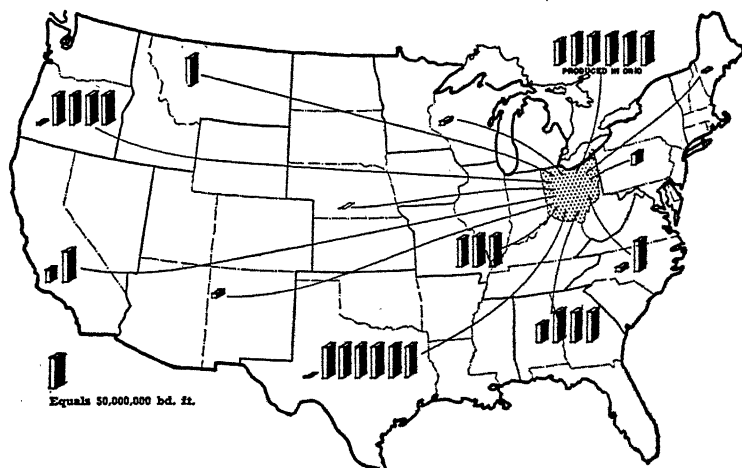 PRODUCED IN OHIO
Equals 50,000,000 bd. ft.